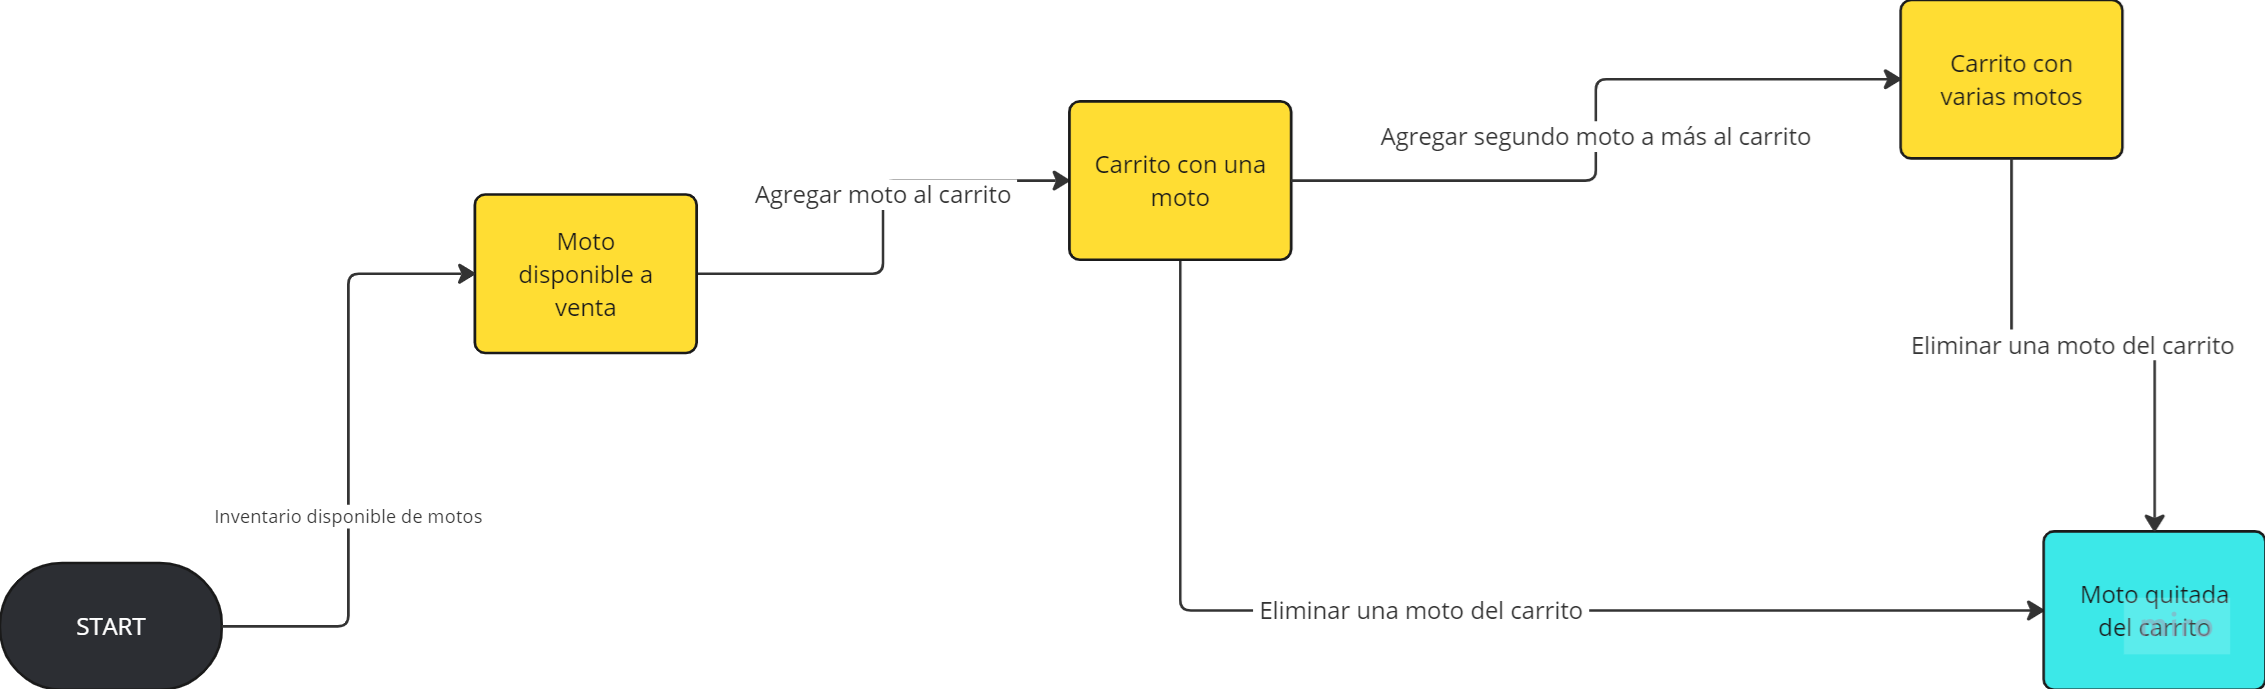 Carrito con
varias motos
Agregar segundo moto a más al carrito
Carrito con una
moto
Agregar moto al carrito
Moto
disponible a
venta
Eliminar una moto del carrito
Inventario disponible de motos
START
Eliminar una moto del carrito
Moto quitada
del carrito
miro